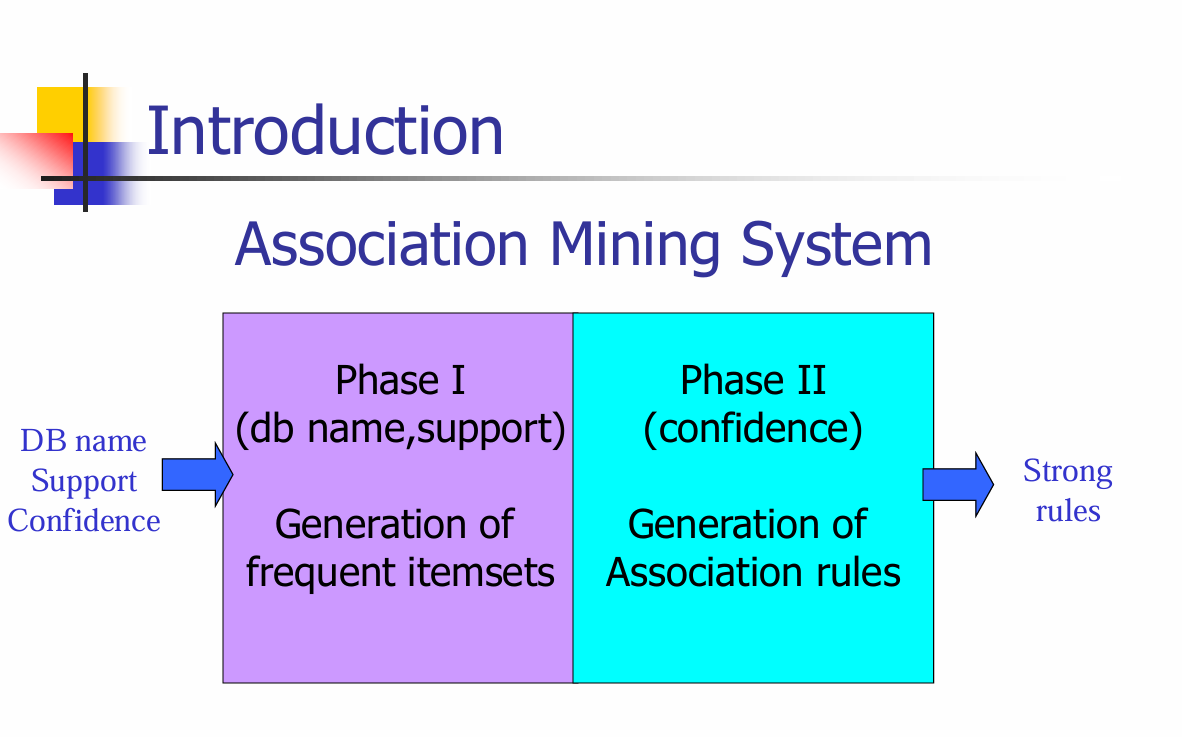 Introduction
Association Mining System
DB name
Support
Confidence
Phase I
(db name,support)
Generation of
frequent itemsets
Phase II
(confidence)
Generation of
Association rules
Strong
rules